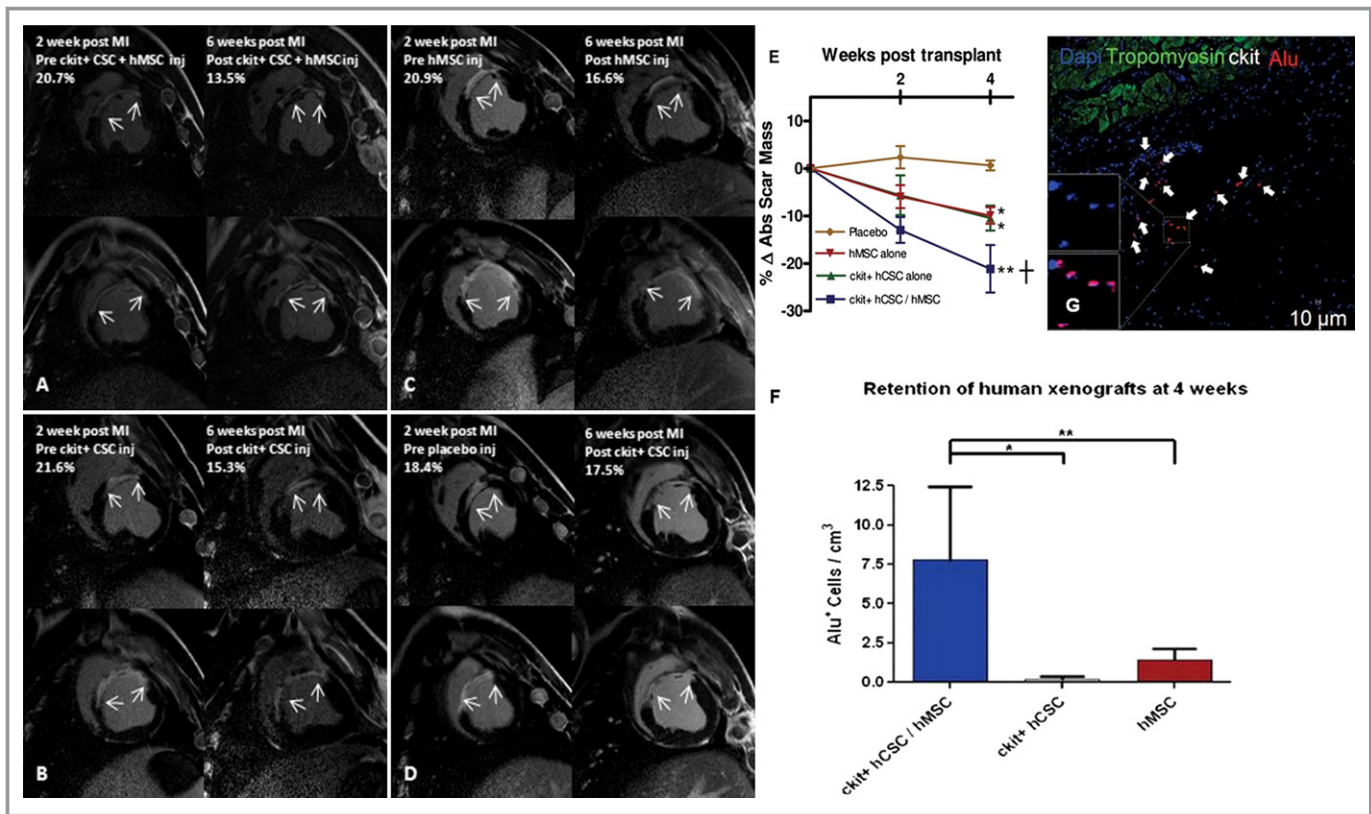 2 week post MI
Pre ckit+ CSC + hMSC inj
20.7%
6 weeks post MI
Post ckit+ CSC + hMSC inj
13.5%
A
2 week post MI
Pre hMSC inj
20.9%
6 weeks post MI
Post hMSC inj
16.6%
C
2 week post MI
Pre ckit+ CSC inj
21.6%
6 weeks post MI
Post ckit+ CSC inj
15.3%
B
2 week post MI
Pre placebo inj
18.4%
6 weeks post MI
Post ckit+ CSC inj
17.5%
D
E
Weeks post transplant
2 4
% Δ Abs Scar Mass
10
0
-10
-20
-30
*
*
**┼
Placebo
hMSC alone
ckit+ hCSC alone
ckit+ hCSC / hMSC
Dapi Tropomyosin ckit Alu
G
10 µm
F
Retention of human xenografts at 4 weeks
**
*
Alu⁺ Cells / cm³
12.5
10.0
7.5
5.0
2.5
0.0
ckit+ hCSC / hMSC
ckit+ hCSC
hMSC